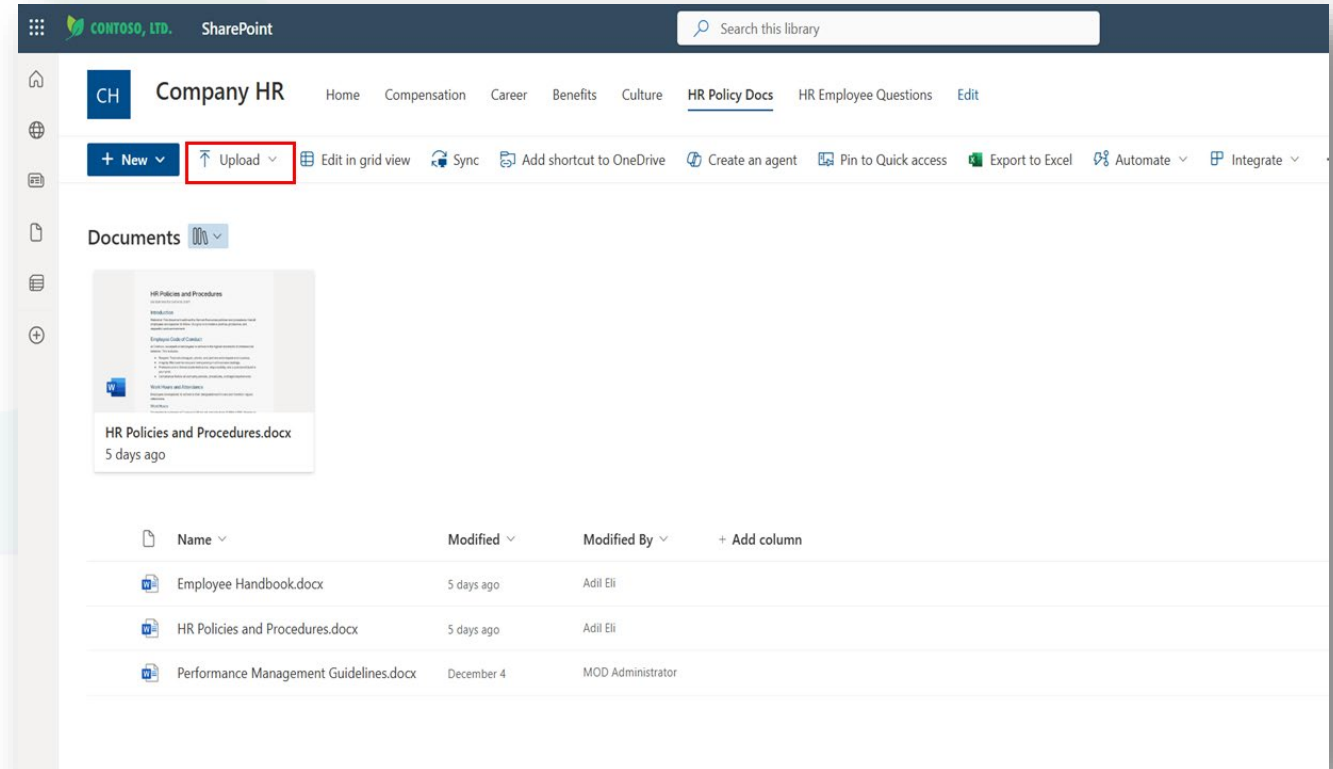 CONTOSO, LTD. SharePoint Search this library
CH Company HR Home Compensation Career Benefits Culture HR Policy Docs HR Employee Questions Edit
+ New Upload Edit in grid view Sync Add shortcut to OneDrive Create an agent Pin to Quick access Export to Excel Automate Integrate
Documents
HR Policies and Procedures
Introduction
Employee Code of Conduct
Work Hours and Attendance
Work Hours
HR Policies and Procedures.docx
5 days ago
Name Modified Modified By + Add column
Employee Handbook.docx 5 days ago Adil Eli
HR Policies and Procedures.docx 5 days ago Adil Eli
Performance Management Guidelines.docx December 4 MOD Administrator